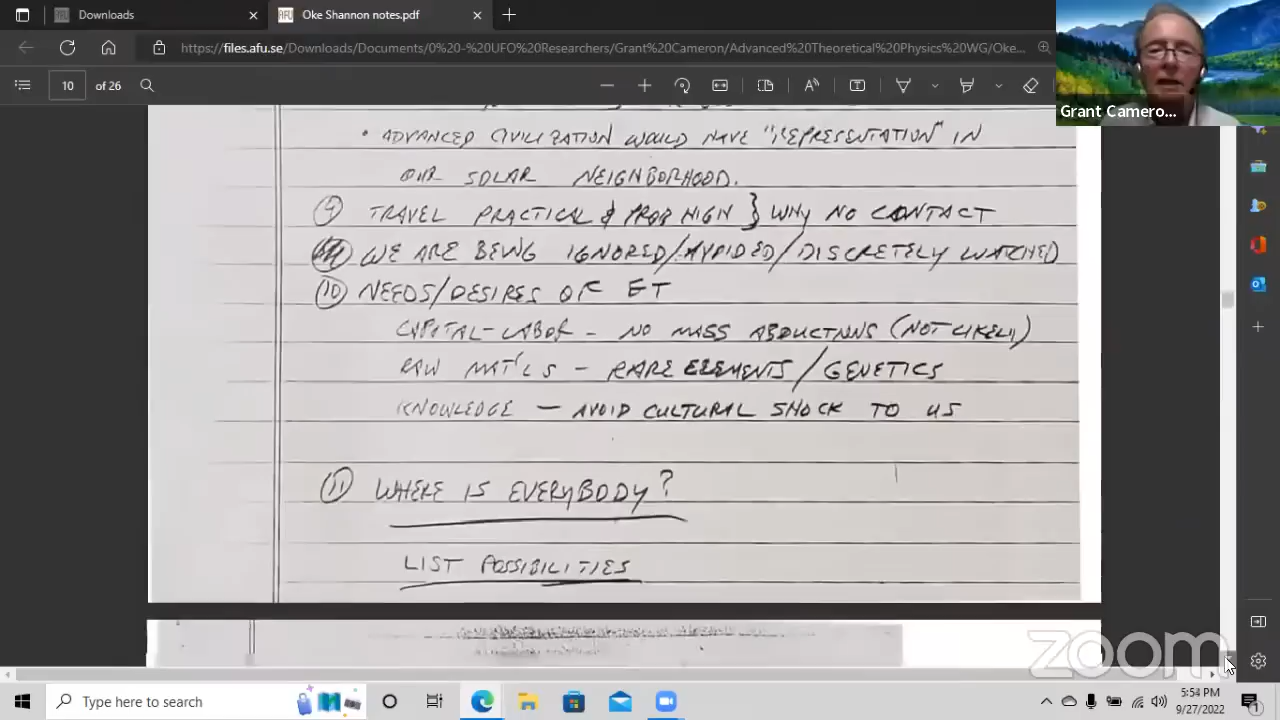 Downloads
Oke Shannon notes.pdf
https://files.afu.se/Downloads/Documents/0%20-%20UFO%20Researchers/Grant%20Cameron/Advanced%20Theoretical%20Physics%20WG/Oke...
10 of 26
Grant Camero...
• ADVANCED CIVILIZATION WOULD HAVE "REPRESENTATION" IN
OUR SOLAR NEIGHBORHOOD.
9 TRAVEL PRACTICAL & PROB HIGH } WHY NO CONTACT
WE ARE BEING IGNORED/AVOIDED/DISCRETELY WATCHED
10 NEEDS/DESIRES OF ET
CAPITAL-LABOR - NO MASS ABDUCTNS (NOT LIKELY)
RAW MAT'LS - RARE ELEMENTS/GENETICS
KNOWLEDGE - AVOID CULTURAL SHOCK TO US
11 WHERE IS EVERYBODY?
LIST POSSIBILITIES
zoom
Type here to search
5:54 PM
9/27/2022